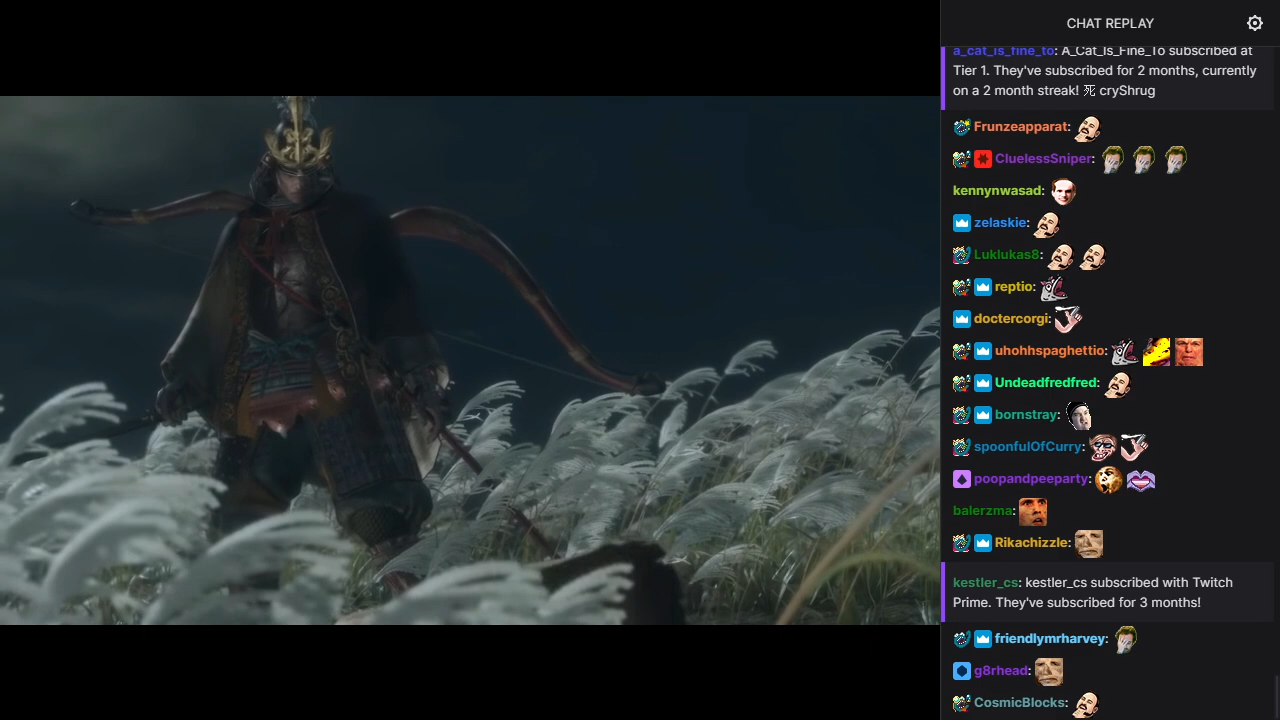 CHAT REPLAY
a_cat_is_fine_to: A_Cat_Is_Fine_To subscribed at
Tier 1. They've subscribed for 2 months, currently
on a 2 month streak! 死 cryShrug
Frunzeapparat:
CluelessSniper:
kennynwasad:
zelaskie:
Luklukas8:
reptio:
doctercorgi:
uhohhspaghettio:
Undeadfredfred:
bornstray:
spoonfulOfCurry:
poopandpeeparty:
balerzma:
Rikachizzle:
kestler_cs: kestler_cs subscribed with Twitch
Prime. They've subscribed for 3 months!
friendlymrharvey:
g8rhead:
CosmicBlocks: